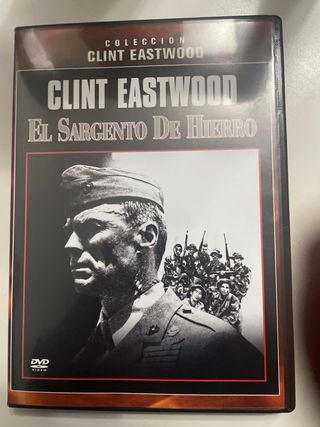 COLECCIÓN
CLINT EASTWOOD
CLINT EASTWOOD
EL SARGENTO DE HIERRO
DVD
VIDEO